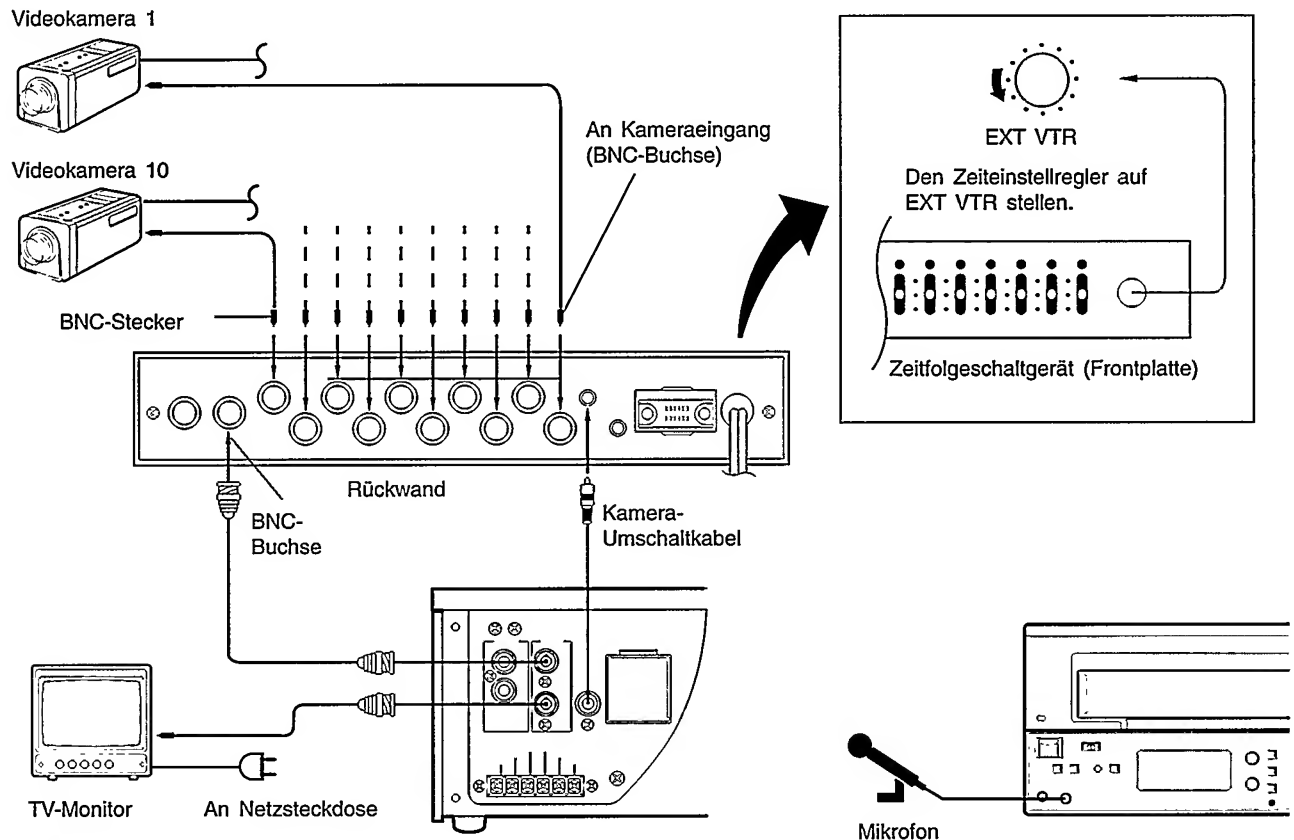 Videokamera 1
Videokamera 10
BNC-Stecker
An Kameraeingang
(BNC-Buchse)
EXT VTR
Den Zeiteinstellregler auf
EXT VTR stellen.
Zeitfolgeschaltgerät (Frontplatte)
Rückwand
BNC-
Buchse
Kamera-
Umschaltkabel
TV-Monitor
An Netzsteckdose
Mikrofon